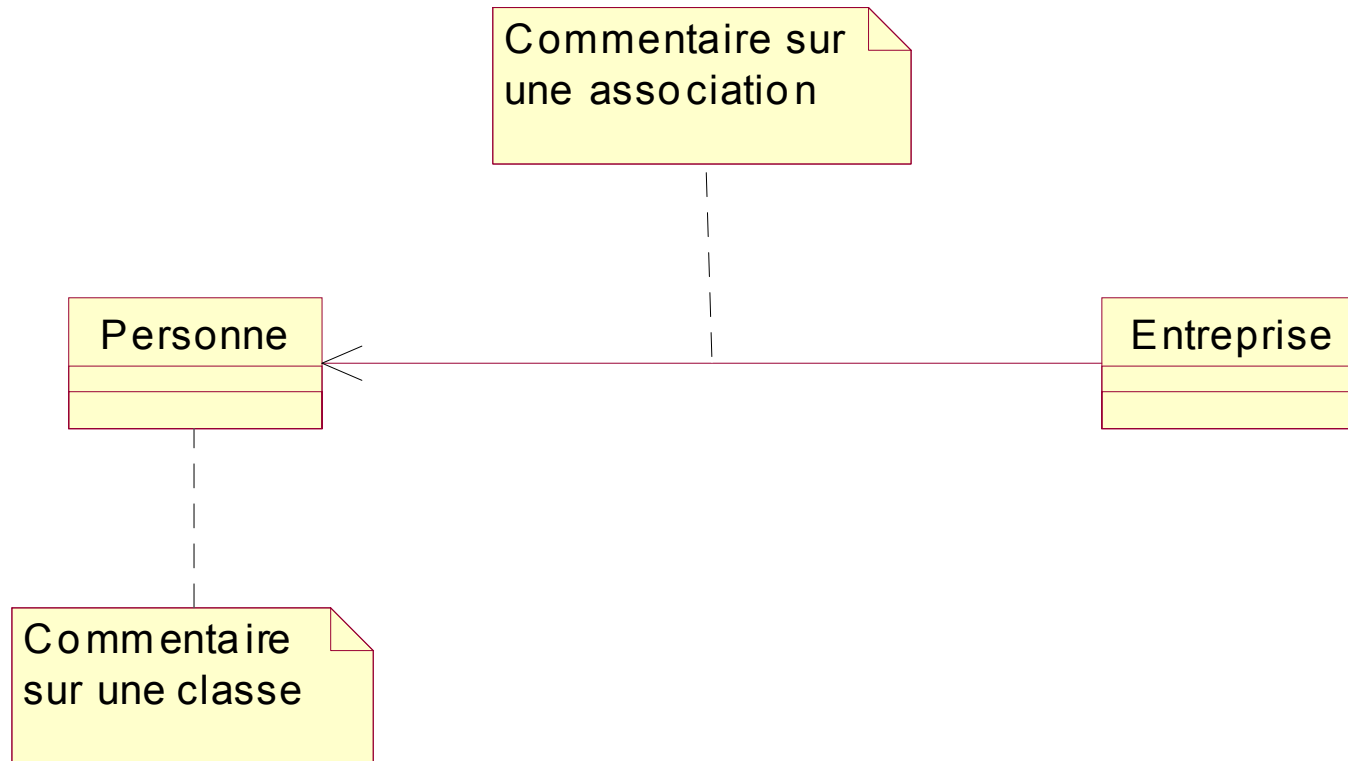 Commentaire sur
une association
Personne
Entreprise
Commentaire
sur une classe